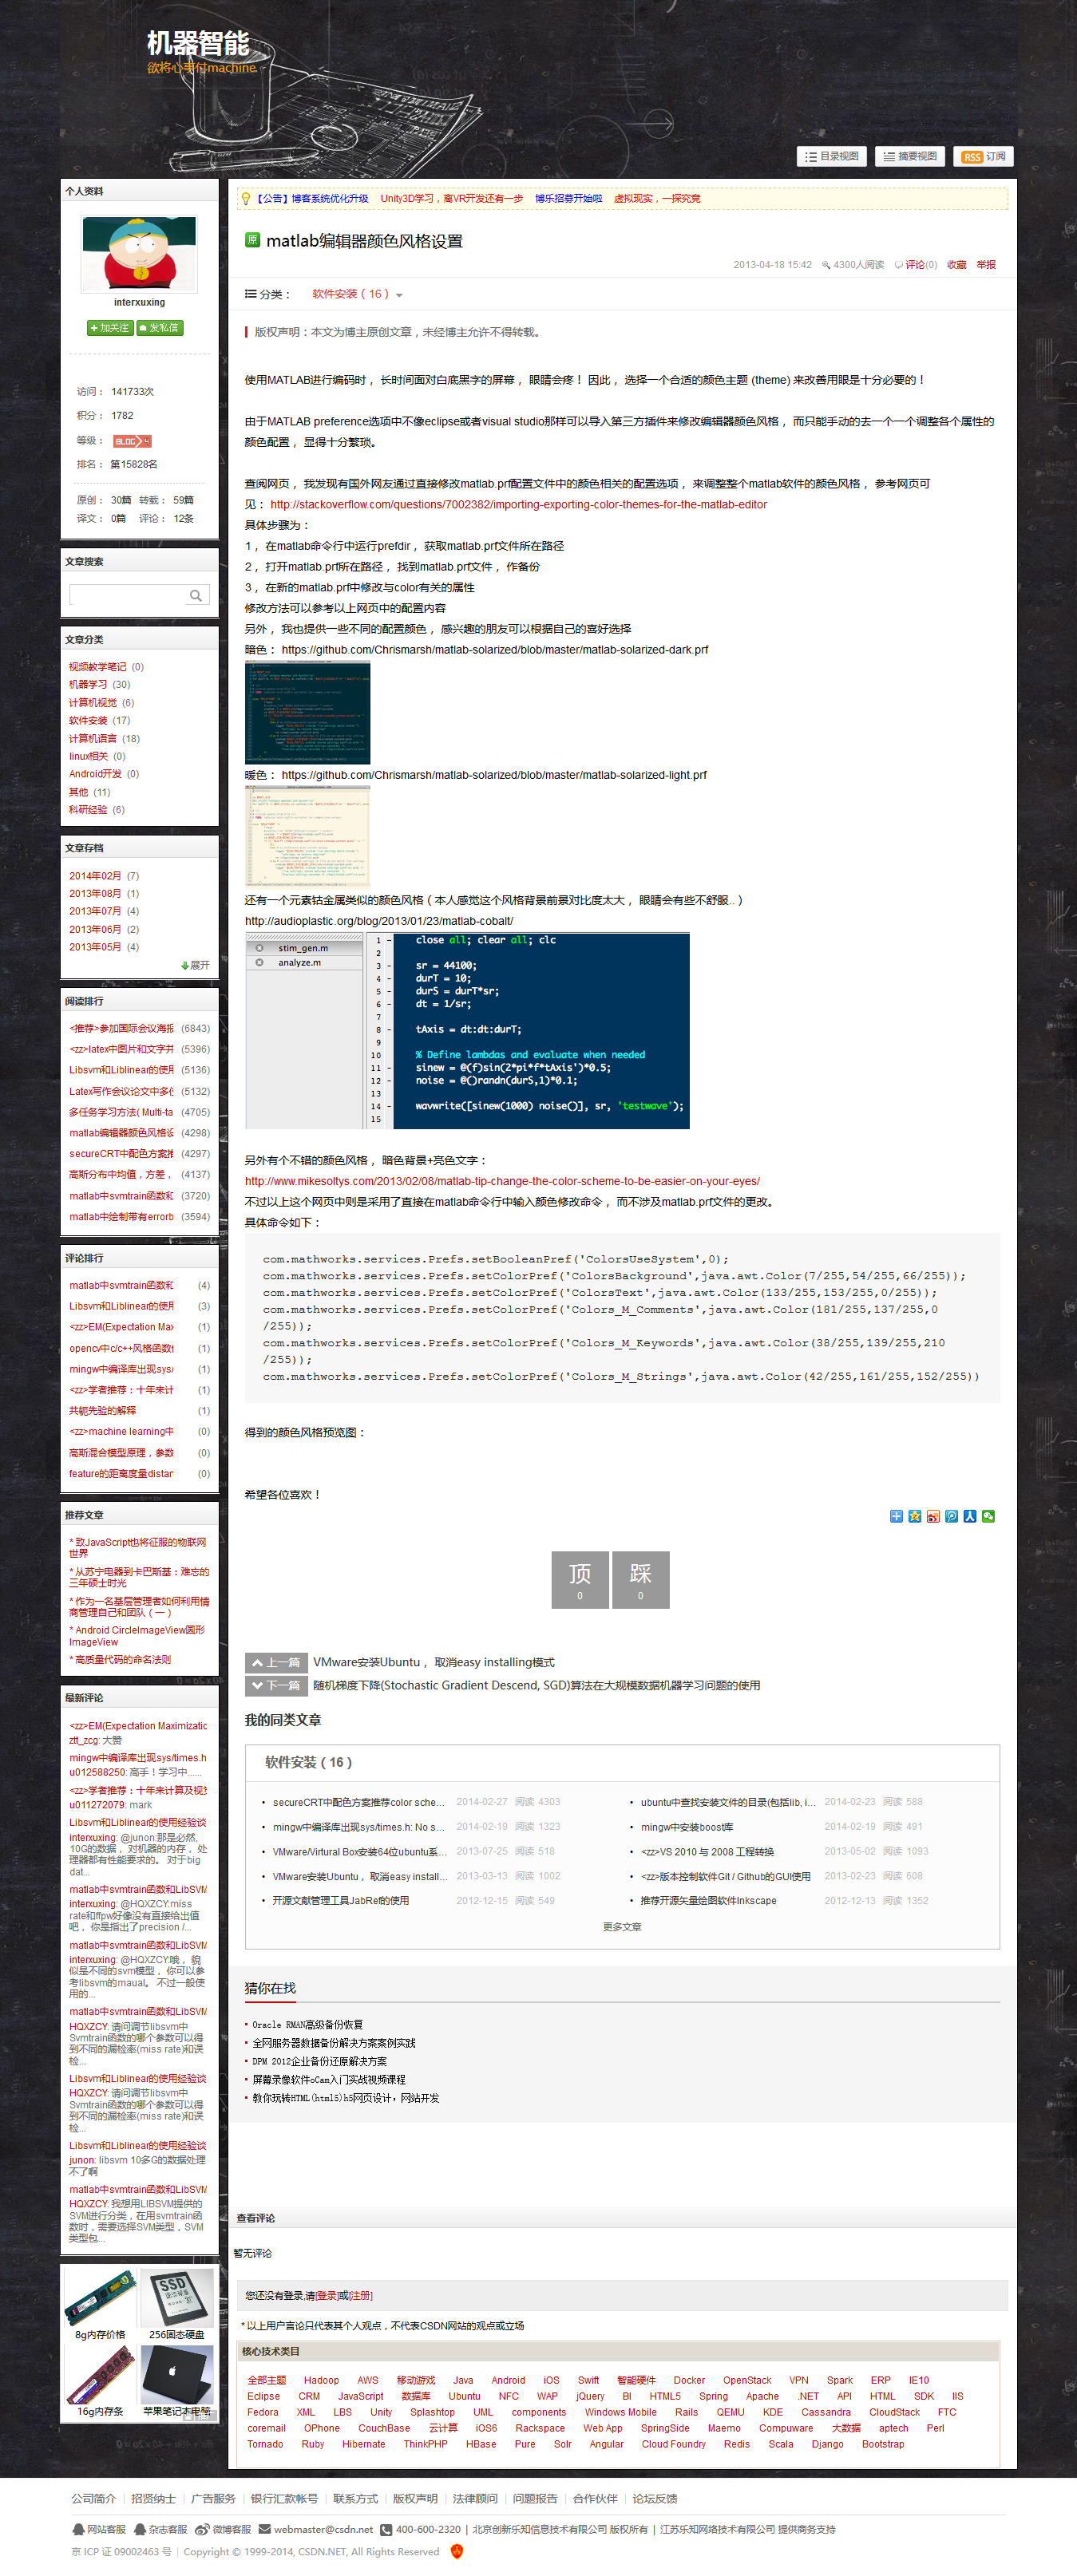 机器智能
欲将心事付machine
目录视图 摘要视图 RSS 订阅
个人资料
interxuxing
加关注 发私信
访问： 141733次
积分： 1782
等级： BLOG 4
排名： 第15828名
原创： 30篇 转载： 59篇
译文： 0篇 评论： 12条
文章搜索
文章分类
视频教学笔记 (0)
机器学习 (30)
计算机视觉 (6)
软件安装 (17)
计算机语言 (18)
linux相关 (0)
Android开发 (0)
其他 (11)
科研经验 (6)
文章存档
2014年02月 (7)
2013年08月 (1)
2013年07月 (4)
2013年06月 (2)
2013年05月 (4)
展开
阅读排行
<推荐>参加国际会议海报 (6843)
<zz>latex中图片和文字并 (5396)
Libsvm和Liblinear的使用 (5136)
Latex写作会议论文中多位 (5132)
多任务学习方法( Multi-ta (4705)
matlab编辑器颜色风格设 (4298)
secureCRT中配色方案推 (4297)
高斯分布中均值，方差， (4137)
matlab中svmtrain函数和 (3720)
matlab中绘制带有errorb (3594)
评论排行
matlab中svmtrain函数和 (4)
Libsvm和Liblinear的使用 (3)
<zz>EM(Expectation Max (1)
opencv中c/c++风格函数 (1)
mingw中编译库出现sys/ (1)
<zz>学者推荐：十年来计 (1)
共轭先验的解释 (1)
<zz>machine learning中 (0)
高斯混合模型原理，参数 (0)
feature的距离度量distan (0)
推荐文章
* 致JavaScript也将征服的物联网
世界
* 从苏宁电器到卡巴斯基：难忘的
三年硕士时光
* 作为一名基层管理者如何利用情
商管理自己和团队（一）
* Android CircleImageView圆形
ImageView
* 高质量代码的命名法则
最新评论
<zz>EM(Expectation Maximizatio
ztt_zcg: 大赞
mingw中编译库出现sys/times.h
u012588250: 高手！学习中......
<zz>学者推荐：十年来计算及视觉
u011272079: mark
Libsvm和Liblinear的使用经验谈
interxuxing: @junon:那是必然,
10G的数据，对机器的内存，处
理器都有性能要求的。 对于big
dat...
matlab中svmtrain函数和LibSVM
interxuxing: @HQXZCY:miss
rate和ffpw好像没有直接给出值
吧，你是指出了precision /...
matlab中svmtrain函数和LibSVM
interxuxing: @HQXZCY:哦，貌
似是不同的svm模型，你可以参
考libsvm的maual。 不过一般使
用的...
matlab中svmtrain函数和LibSVM
HQXZCY: 请问调节libsvm中
Svmtrain函数的哪个参数可以得
到不同的漏检率(miss rate)和误
检...
Libsvm和Liblinear的使用经验谈
HQXZCY: 请问调节libsvm中
Svmtrain函数的哪个参数可以得
到不同的漏检率(miss rate)和误
检...
Libsvm和Liblinear的使用经验谈
junon: libsvm 10多G的数据处理
不了啊
matlab中svmtrain函数和LibSVM
HQXZCY: 我想用LIBSVM提供的
SVM进行分类，在用svmtrain函
数时，需要选择SVM类型，SVM
类型包...
SSD
8g内存价格 256固态硬盘
16g内存条 苹果笔记本电脑
【公告】博客系统优化升级 Unity3D学习，离VR开发还有一步 博乐招募开始啦 虚拟现实，一探究竟
原 matlab编辑器颜色风格设置
2013-04-18 15:42 4300人阅读 评论(0) 收藏 举报
分类： 软件安装（16）
版权声明：本文为博主原创文章，未经博主允许不得转载。
使用MATLAB进行编码时， 长时间面对白底黑字的屏幕， 眼睛会疼！ 因此， 选择一个合适的颜色主题 (theme) 来改善用眼是十分必要的！
由于MATLAB preference选项中不像eclipse或者visual studio那样可以导入第三方插件来修改编辑器颜色风格， 而只能手动的去一个一个调整各个属性的
颜色配置， 显得十分繁琐。
查阅网页， 我发现有国外网友通过直接修改matlab.prf配置文件中的颜色相关的配置选项， 来调整整个matlab软件的颜色风格， 参考网页可
见： http://stackoverflow.com/questions/7002382/importing-exporting-color-themes-for-the-matlab-editor
具体步骤为：
1， 在matlab命令行中运行prefdir， 获取matlab.prf文件所在路径
2， 打开matlab.prf所在路径， 找到matlab.prf文件， 作备份
3， 在新的matlab.prf中修改与color有关的属性
修改方法可以参考以上网页中的配置内容
另外， 我也提供一些不同的配置颜色， 感兴趣的朋友可以根据自己的喜好选择
暗色： https://github.com/Chrismarsh/matlab-solarized/blob/master/matlab-solarized-dark.prf
暖色： https://github.com/Chrismarsh/matlab-solarized/blob/master/matlab-solarized-light.prf
还有一个元素钴金属类似的颜色风格（本人感觉这个风格背景前景对比度太大， 眼睛会有些不舒服..）
http://audioplastic.org/blog/2013/01/23/matlab-cobalt/
stim_gen.m
analyze.m
1 - close all; clear all; clc
2
3 - sr = 44100;
4 - durT = 10;
5 - durS = durT*sr;
6 - dt = 1/sr;
7
8 - tAxis = dt:dt:durT;
9
10 % Define lambdas and evaluate when needed
11 - sinew = @(f)sin(2*pi*f*tAxis')*0.5;
12 - noise = @()randn(durS,1)*0.1;
13
14 - wavwrite([sinew(1000) noise()], sr, 'testwave');
15
另外有个不错的颜色风格， 暗色背景+亮色文字：
http://www.mikesoltys.com/2013/02/08/matlab-tip-change-the-color-scheme-to-be-easier-on-your-eyes/
不过以上这个网页中则是采用了直接在matlab命令行中输入颜色修改命令， 而不涉及matlab.prf文件的更改。
具体命令如下：
com.mathworks.services.Prefs.setBooleanPref('ColorsUseSystem',0);
com.mathworks.services.Prefs.setColorPref('ColorsBackground',java.awt.Color(7/255,54/255,66/255));
com.mathworks.services.Prefs.setColorPref('ColorsText',java.awt.Color(133/255,153/255,0/255));
com.mathworks.services.Prefs.setColorPref('Colors_M_Comments',java.awt.Color(181/255,137/255,0
/255));
com.mathworks.services.Prefs.setColorPref('Colors_M_Keywords',java.awt.Color(38/255,139/255,210
/255));
com.mathworks.services.Prefs.setColorPref('Colors_M_Strings',java.awt.Color(42/255,161/255,152/255))
得到的颜色风格预览图：
希望各位喜欢！
顶 踩
0 0
上一篇 VMware安装Ubuntu， 取消easy installing模式
下一篇 随机梯度下降(Stochastic Gradient Descend, SGD)算法在大规模数据机器学习问题的使用
我的同类文章
软件安装（16）
• secureCRT中配色方案推荐color sche... 2014-02-27 阅读 4303 • ubuntu中查找安装文件的目录(包括lib, i... 2014-02-23 阅读 588
• mingw中编译库出现sys/times.h: No s... 2014-02-19 阅读 1323 • mingw中安装boost库 2014-02-19 阅读 491
• VMware/Virtural Box安装64位ubuntu系... 2013-07-25 阅读 518 • <zz>VS 2010 与 2008 工程转换 2013-05-02 阅读 1093
• VMware安装Ubuntu， 取消easy install... 2013-03-13 阅读 1002 • <zz>版本控制软件Git / Github的GUI使用 2013-02-23 阅读 608
• 开源文献管理工具JabRef的使用 2012-12-15 阅读 549 • 推荐开源矢量绘图软件Inkscape 2012-12-13 阅读 1352
更多文章
猜你在找
Oracle RMAN高级备份恢复
全网服务器数据备份解决方案案例实践
DPM 2012企业备份还原解决方案
屏幕录像软件oCam入门实战视频课程
教你玩转HTML(html5)h5网页设计，网站开发
查看评论
暂无评论
您还没有登录,请[登录]或[注册]
* 以上用户言论只代表其个人观点，不代表CSDN网站的观点或立场
核心技术类目
全部主题 Hadoop AWS 移动游戏 Java Android iOS Swift 智能硬件 Docker OpenStack VPN Spark ERP IE10
Eclipse CRM JavaScript 数据库 Ubuntu NFC WAP jQuery BI HTML5 Spring Apache .NET API HTML SDK IIS
Fedora XML LBS Unity Splashtop UML components Windows Mobile Rails QEMU KDE Cassandra CloudStack FTC
coremail OPhone CouchBase 云计算 iOS6 Rackspace Web App SpringSide Maemo Compuware 大数据 aptech Perl
Tornado Ruby Hibernate ThinkPHP HBase Pure Solr Angular Cloud Foundry Redis Scala Django Bootstrap
公司简介 | 招贤纳士 | 广告服务 | 银行汇款帐号 | 联系方式 | 版权声明 | 法律顾问 | 问题报告 | 合作伙伴 | 论坛反馈
网站客服 杂志客服 微博客服 webmaster@csdn.net 400-600-2320 | 北京创新乐知信息技术有限公司 版权所有 | 江苏乐知网络技术有限公司 提供商务支持
京 ICP 证 09002463 号 | Copyright © 1999-2014, CSDN.NET, All Rights Reserved